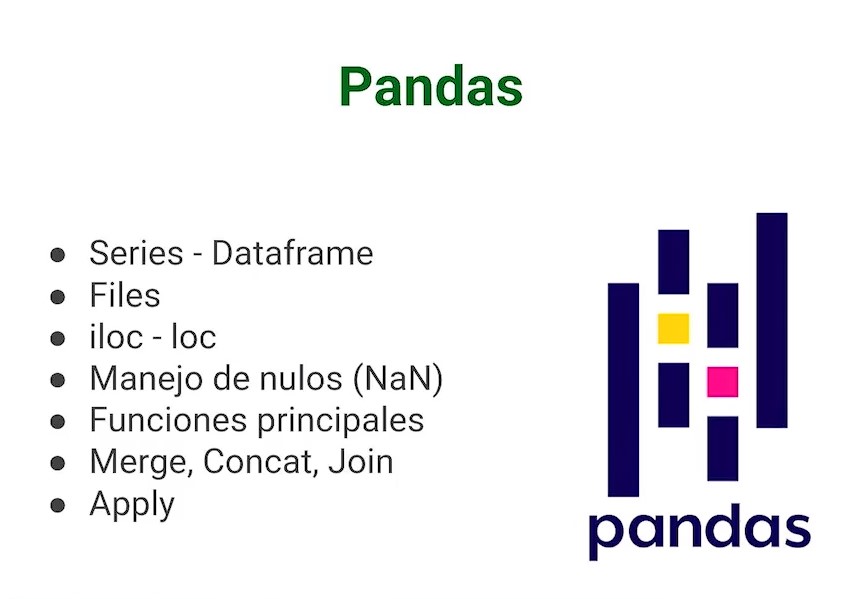 Pandas
● Series - Dataframe
● Files
● iloc - loc
● Manejo de nulos (NaN)
● Funciones principales
● Merge, Concat, Join
● Apply
pandas